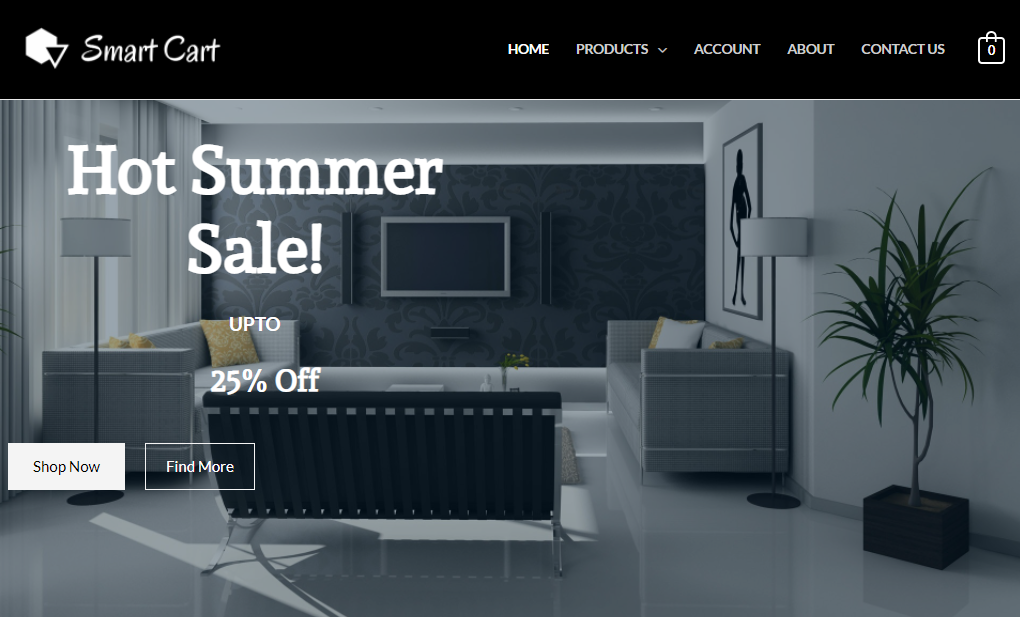 Smart Cart
HOME PRODUCTS ACCOUNT ABOUT CONTACT US 0
Hot Summer
Sale!
UPTO
25% Off
Shop Now Find More